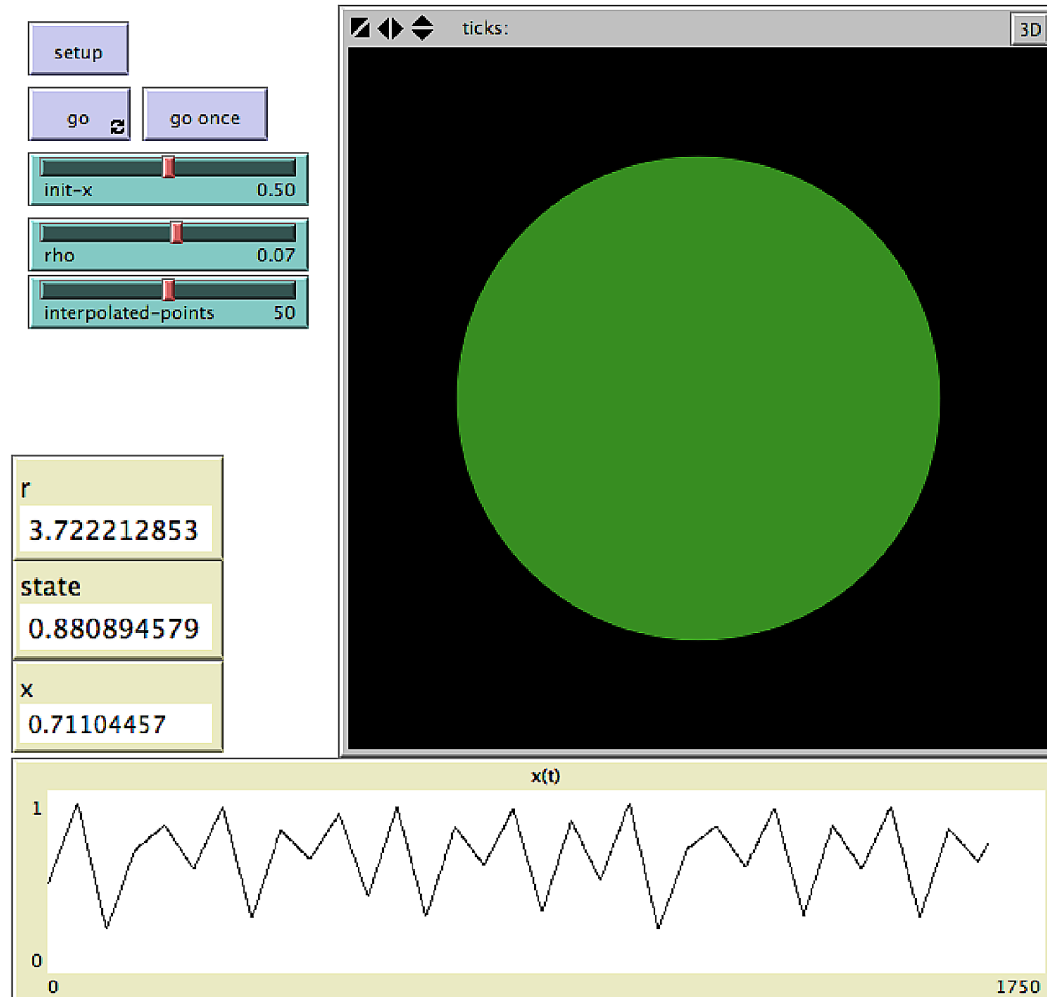 setup
ticks:
3D
go
go once
init-x 0.50
rho 0.07
interpolated-points 50
r
3.722212853
state
0.880894579
x
0.71104457
x(t)
1
0
0 1750